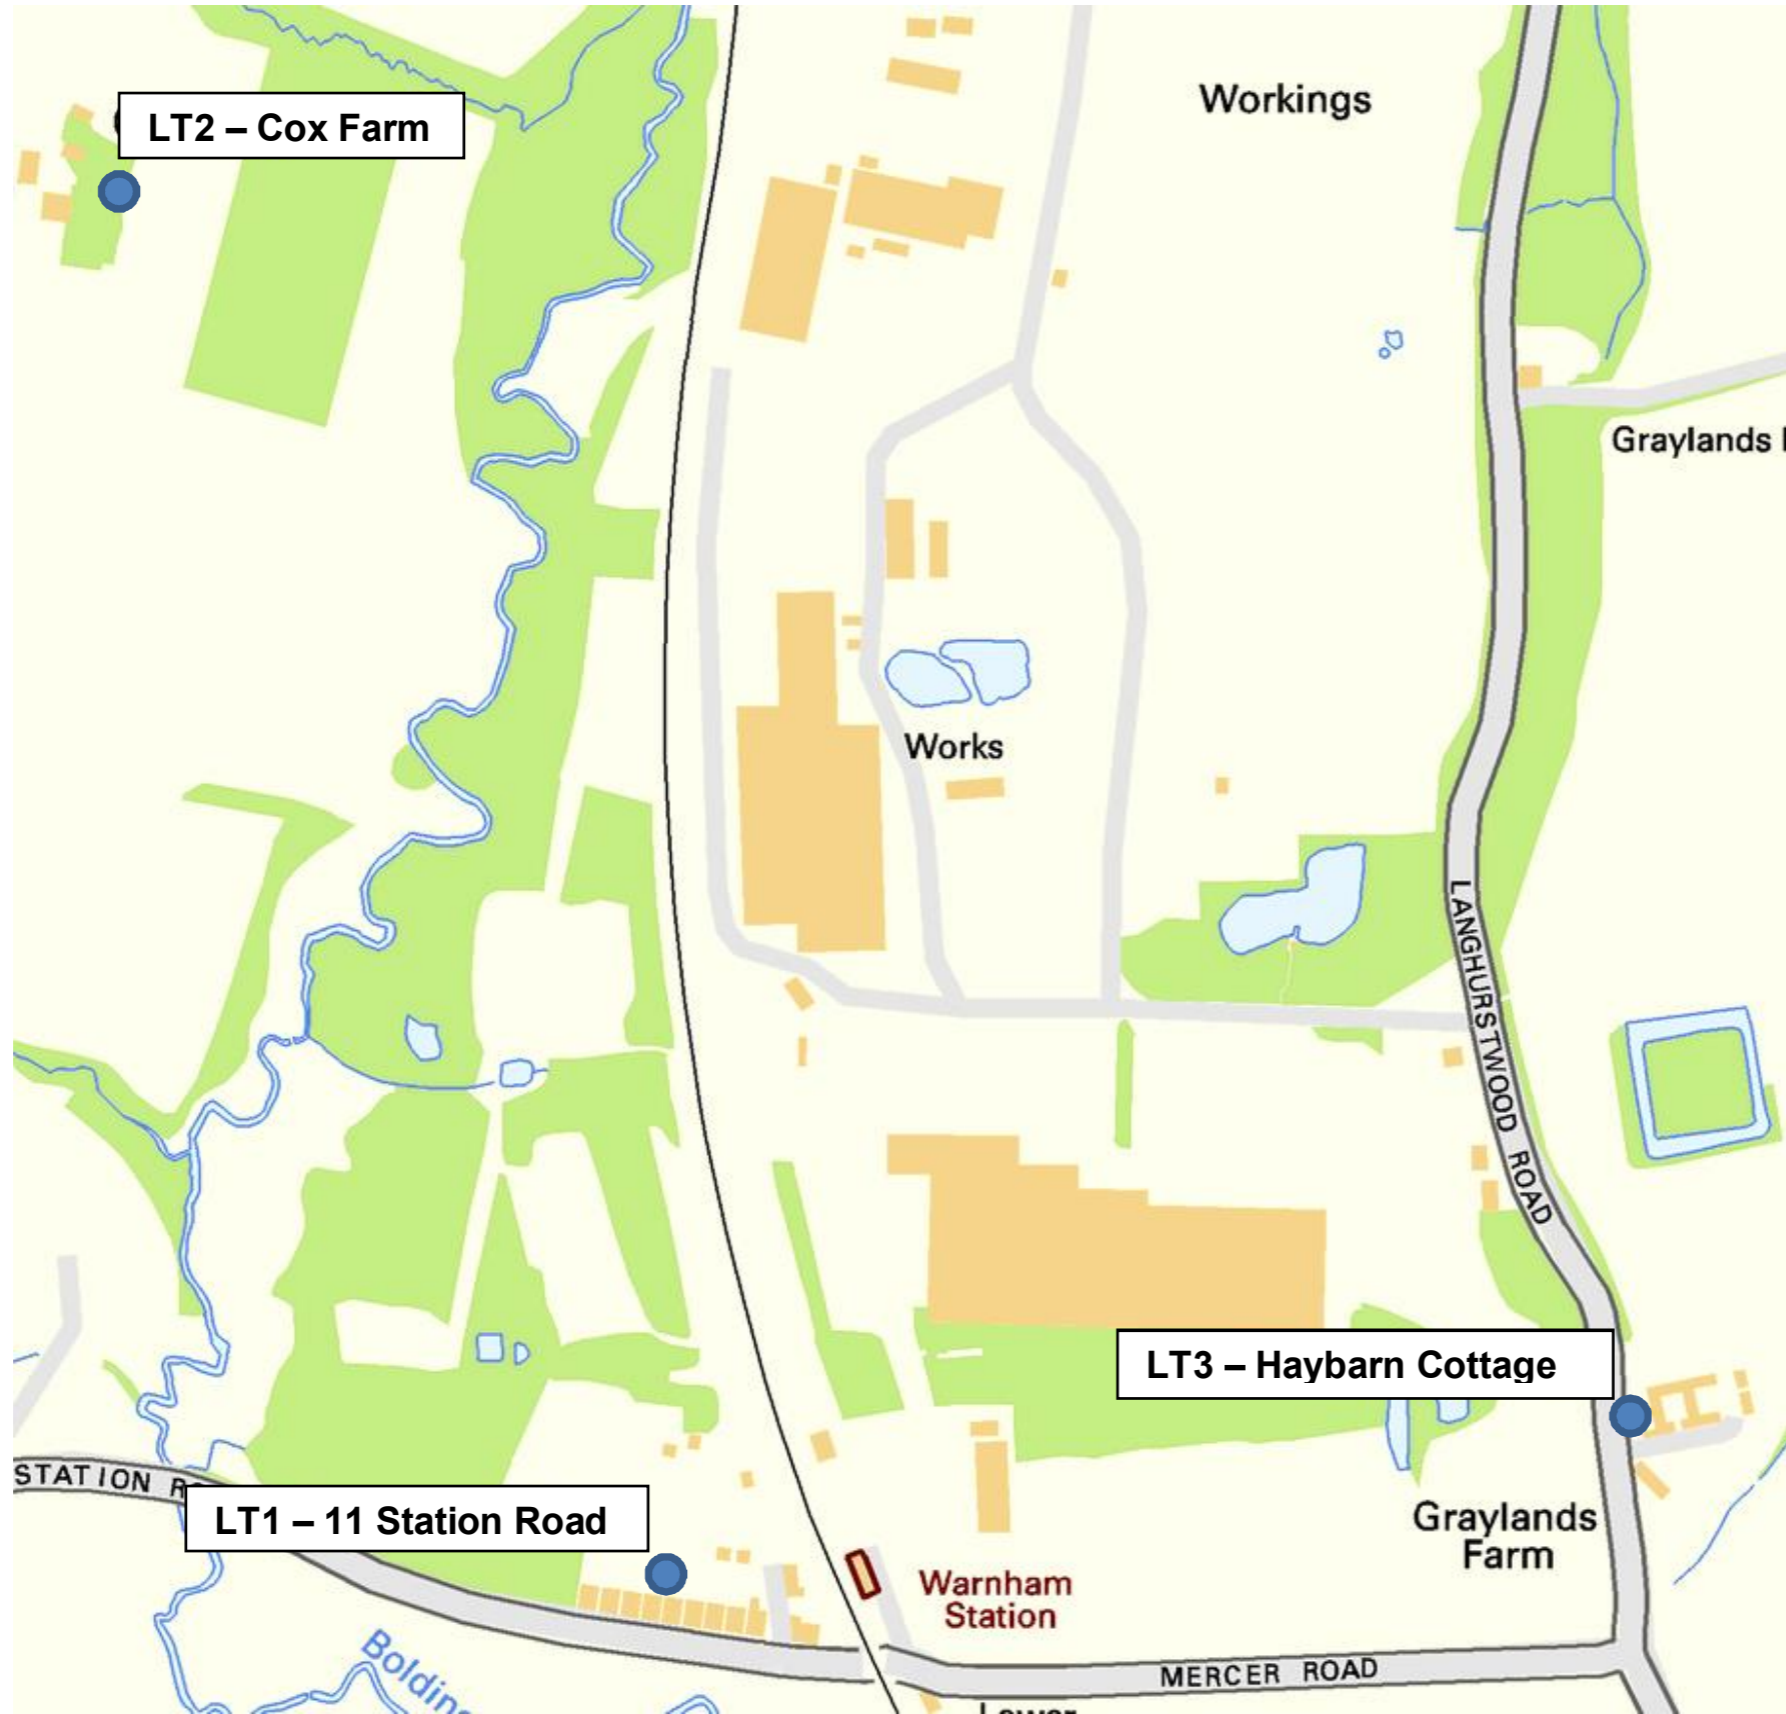 Workings
LT2 – Cox Farm
Graylands
Works
LANGHURSTWOOD ROAD
LT3 – Haybarn Cottage
STATION
LT1 – 11 Station Road
Graylands
Farm
Warnham
Station
MERCER ROAD